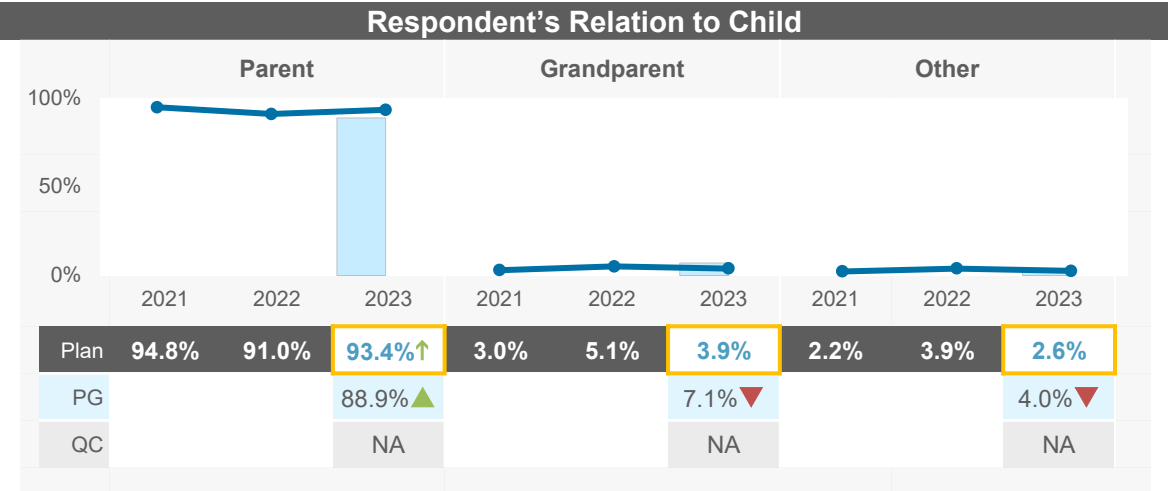 Respondent's Relation to Child
Parent Grandparent Other
100%
50%
0%
2021 2022 2023 2021 2022 2023 2021 2022 2023
Plan 94.8% 91.0% 93.4%↑ 3.0% 5.1% 3.9% 2.2% 3.9% 2.6%
PG 88.9%▲ 7.1%▼ 4.0%▼
QC NA NA NA